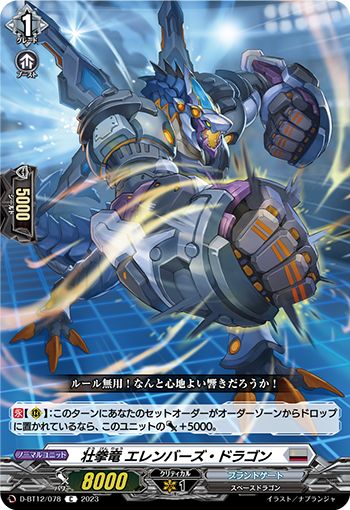 1
グレード
ブースト
5000
シールド
ルール無用!なんと心地よい響きだろうか!
【永】【(R)】:このターンにあなたのセットオーダーがオーダーゾーンからドロップに置かれているなら、このユニットの+5000。
ノーマルユニット
壮拳竜 エレンバーズ・ドラゴン
パワー 8000
クリティカル
1
ブラントゲート
スペースドラゴン
D-BT12/078 C 2023
イラスト/ナブランジャ